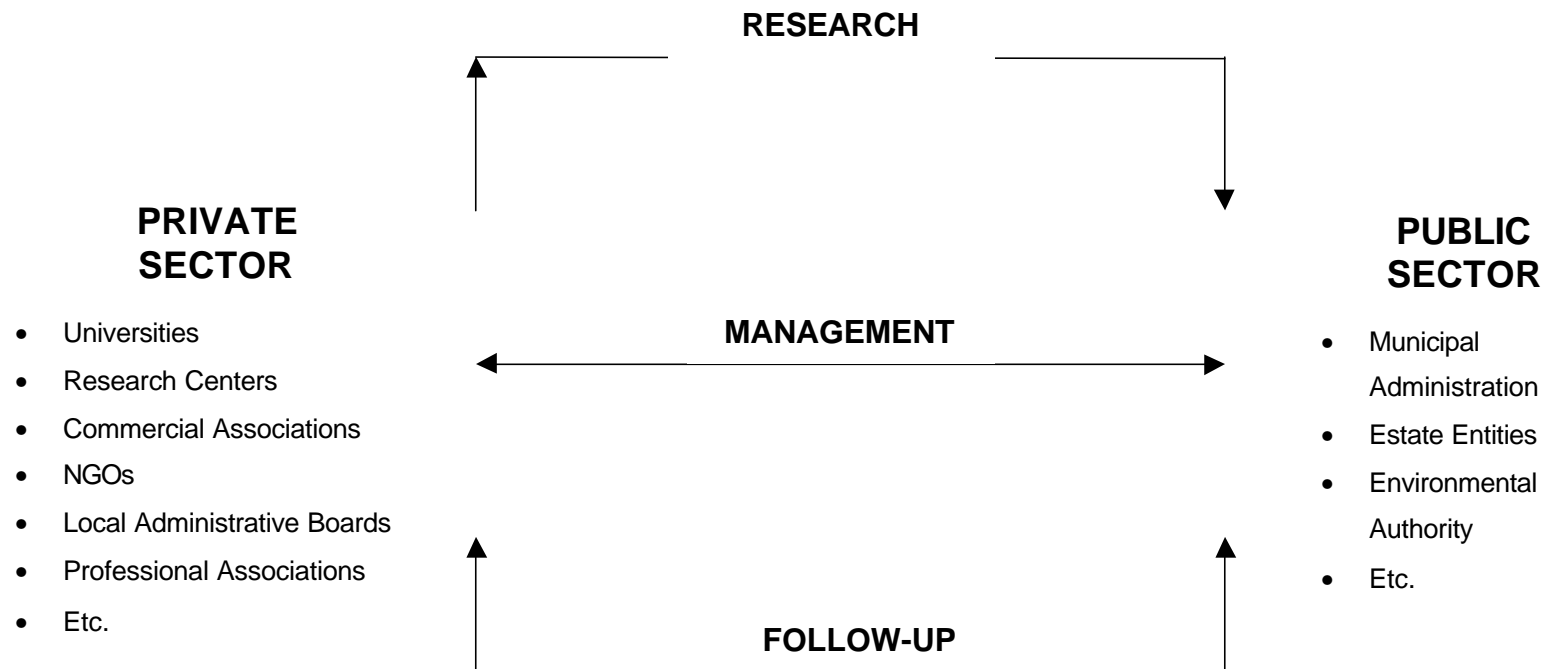 RESEARCH
PRIVATE
SECTOR
• Universities
• Research Centers
• Commercial Associations
• NGOs
• Local Administrative Boards
• Professional Associations
• Etc.
MANAGEMENT
FOLLOW-UP
PUBLIC
SECTOR
• Municipal
Administration
• Estate Entities
• Environmental
Authority
• Etc.